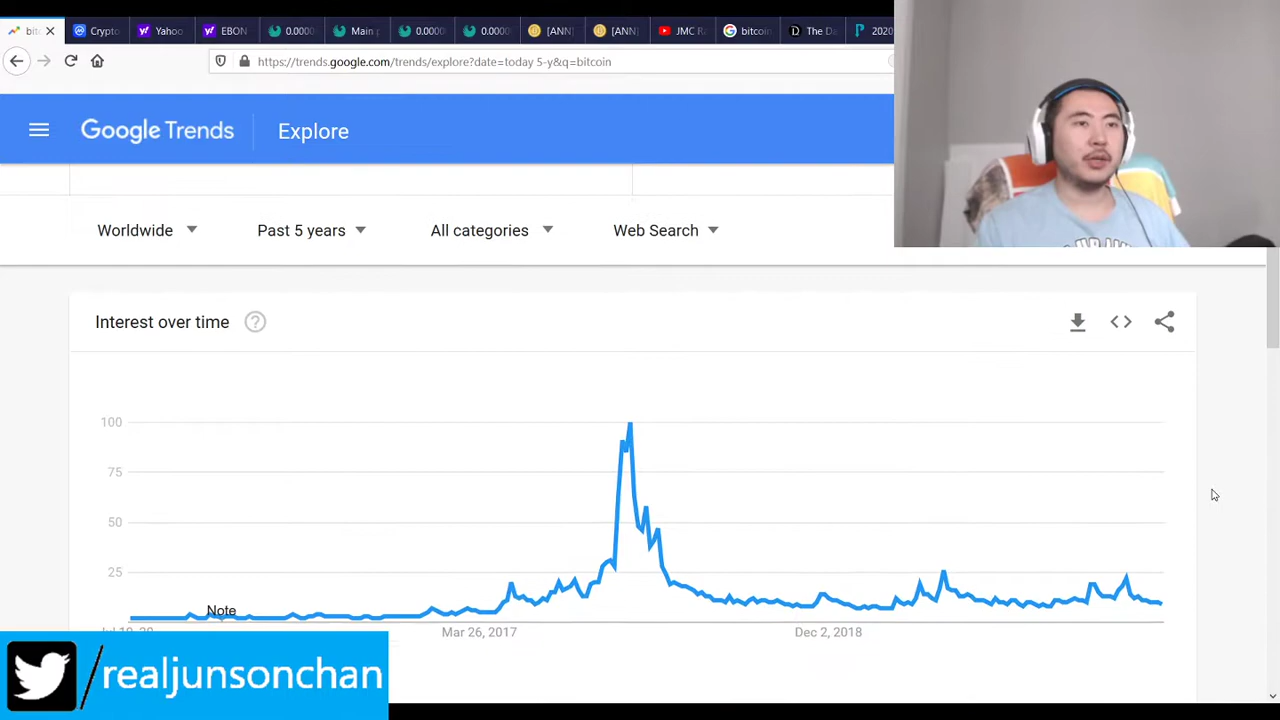 bitc
Crypto
Yahoo
EBON
0.0000
Main p
0.0000
0.0000
[ANN]
[ANN]
JMC R
bitcoin
The Da
2020
https://trends.google.com/trends/explore?date=today 5-y&q=bitcoin
Google Trends
Explore
Worldwide
Past 5 years
All categories
Web Search
Interest over time
100
75
50
25
Note
Mar 26, 2017
Dec 2, 2018
/realjunsonchan